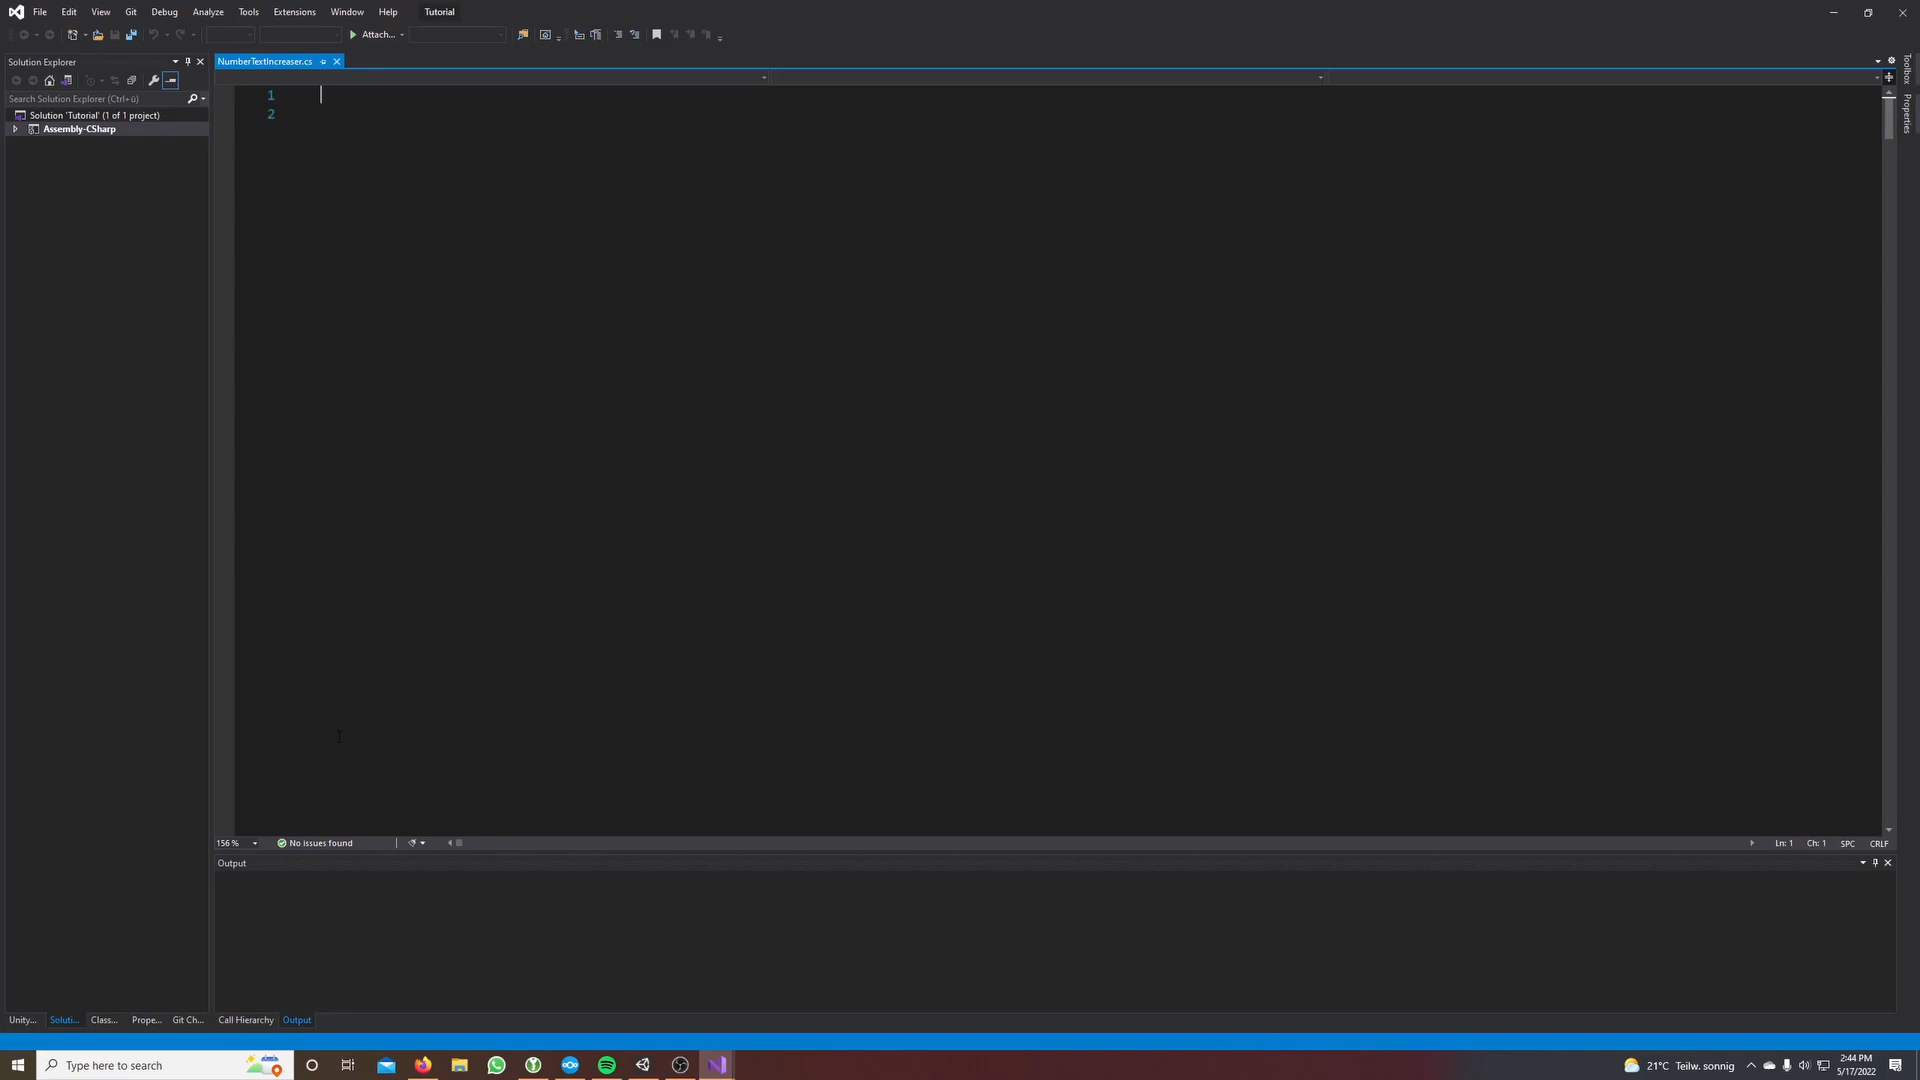 File Edit View Git Debug Analyze Tools Extensions Window Help Tutorial
Attach...
Solution Explorer
Search Solution Explorer (Ctrl+ü)
Solution 'Tutorial' (1 of 1 project)
Assembly-CSharp
NumberTextIncreaser.cs
1
2
Toolbox
Properties
156 %
No issues found
Ln: 1 Ch: 1 SPC CRLF
Output
Unity... Soluti... Class... Prope... Git Ch...
Call Hierarchy Output
Type here to search
21°C Teilw. sonnig
2:44 PM
5/17/2022